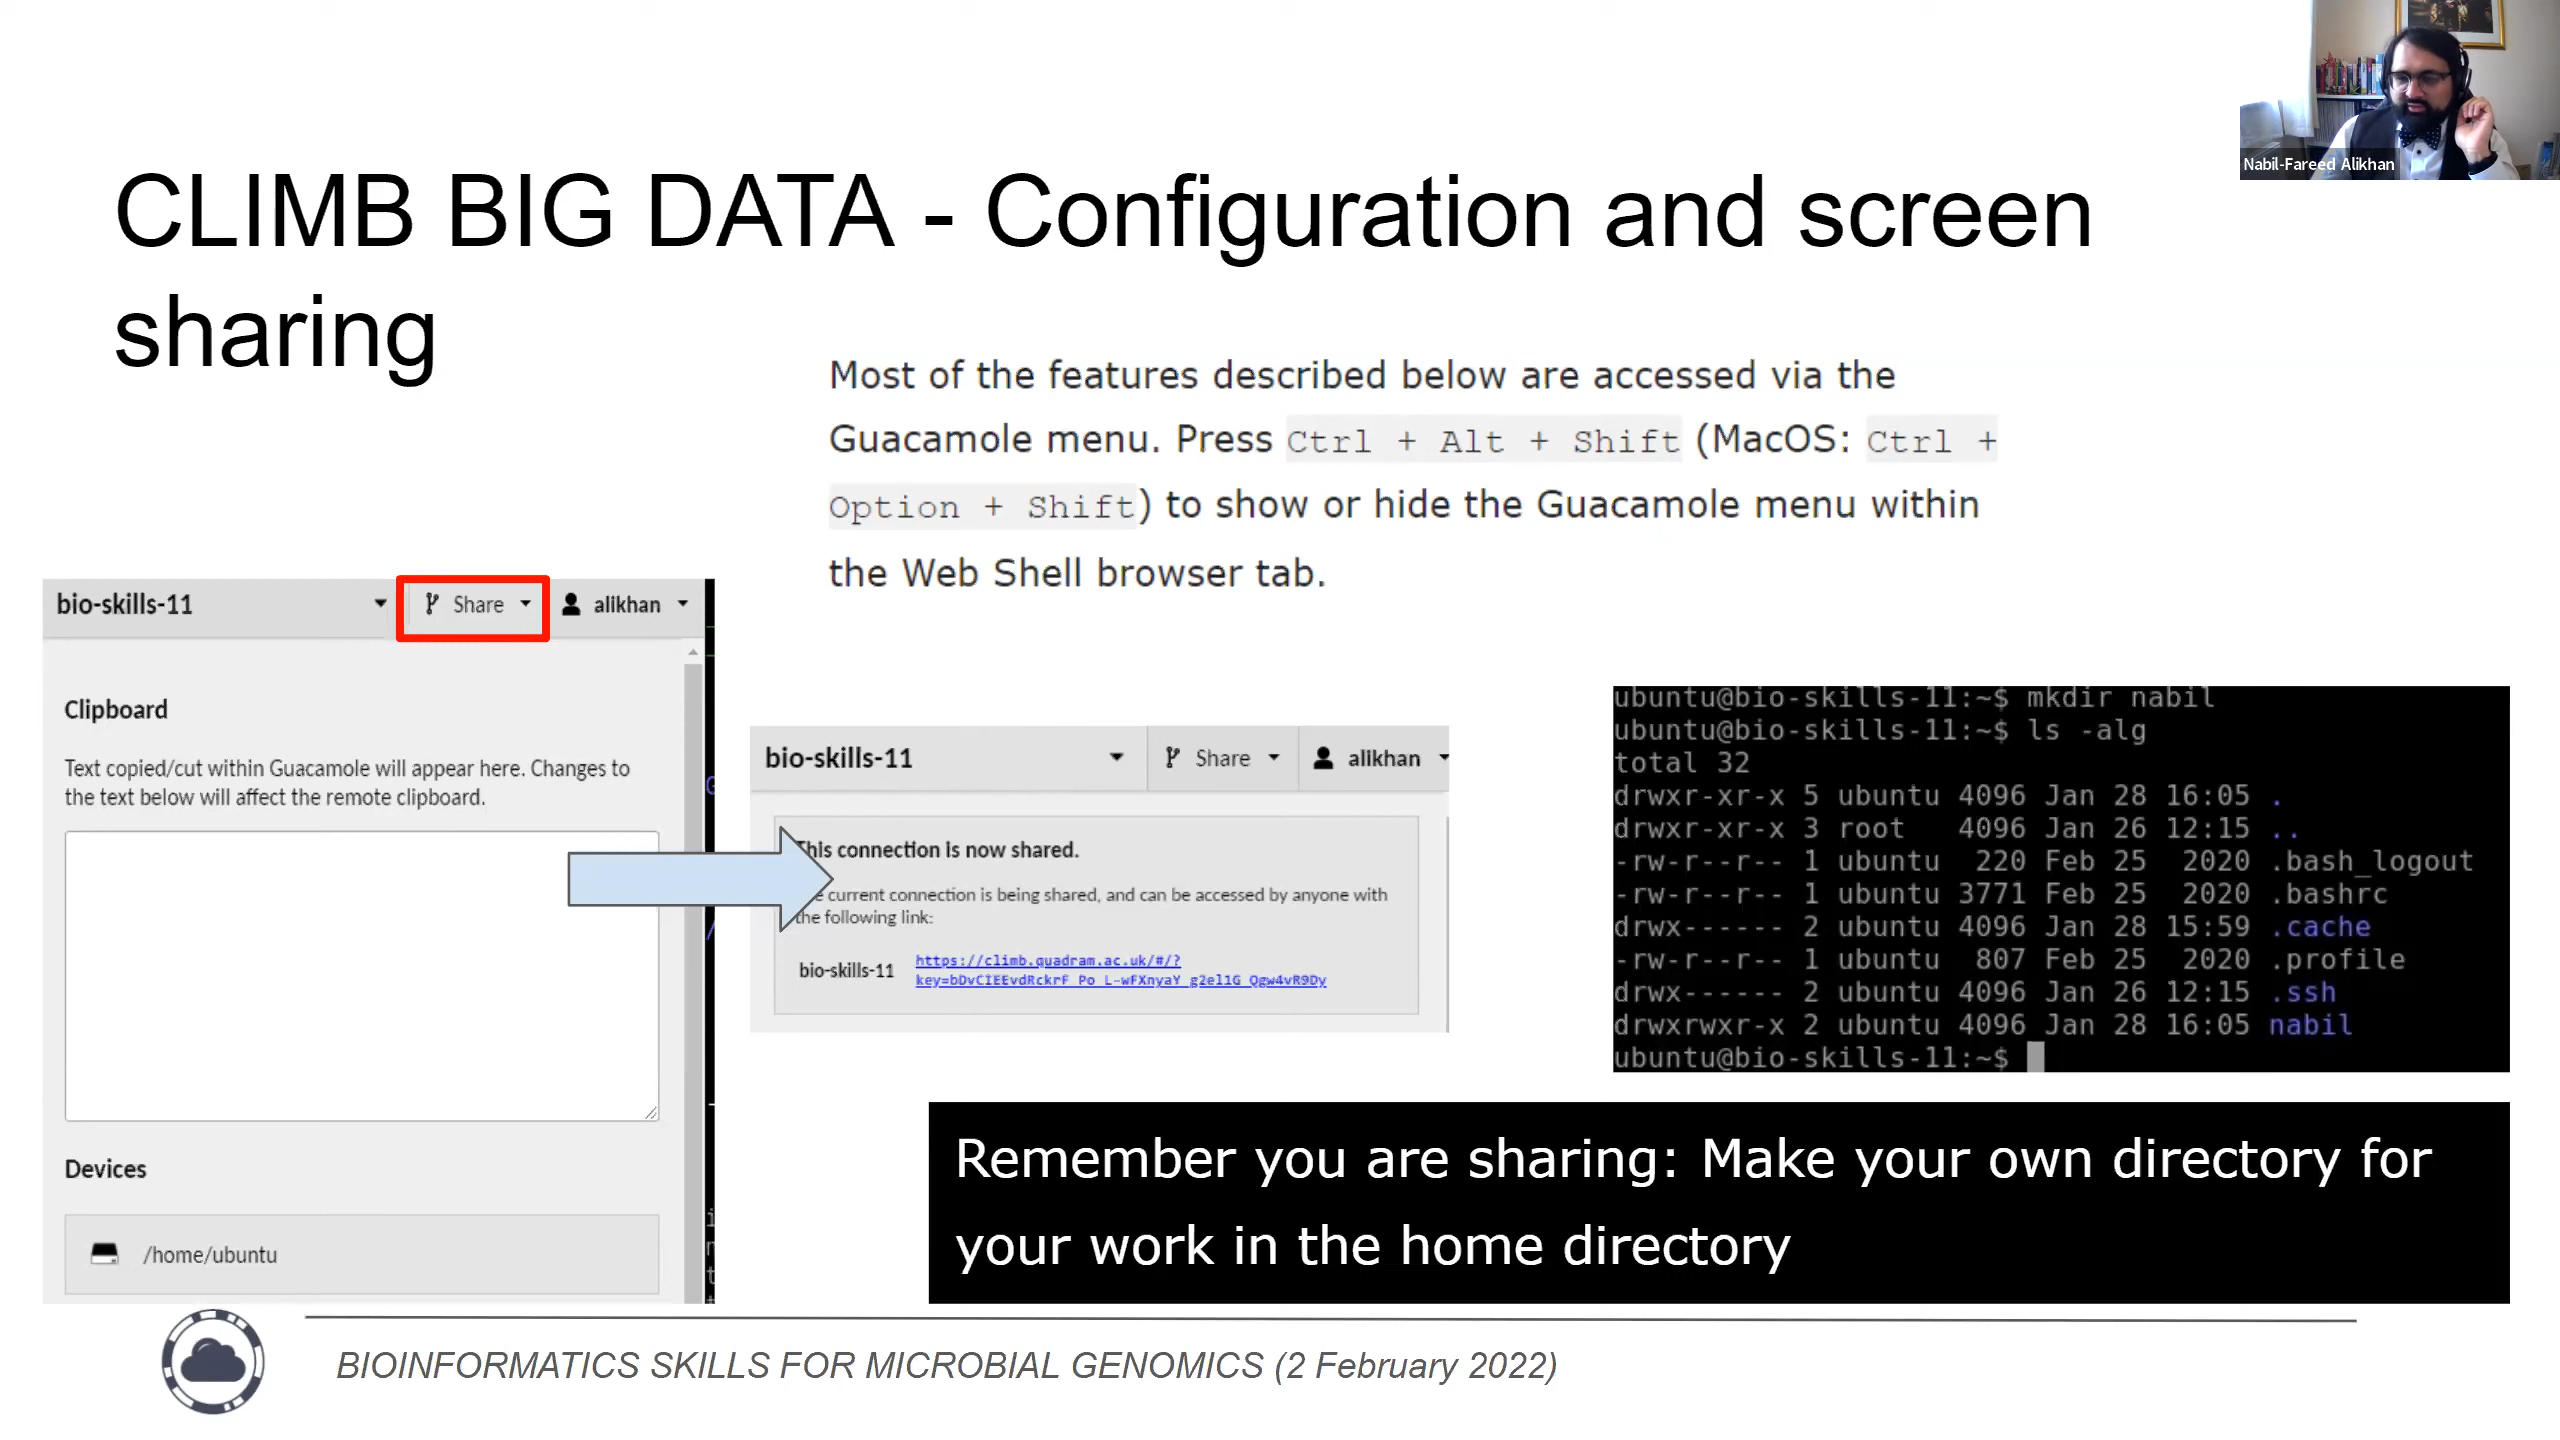 Nabil-Fareed Alikhan
CLIMB BIG DATA - Configuration and screen
sharing
Most of the features described below are accessed via the
Guacamole menu. Press Ctrl + Alt + Shift (MacOS: Ctrl +
Option + Shift) to show or hide the Guacamole menu within
the Web Shell browser tab.
bio-skills-11 Share alikhan
Clipboard
Text copied/cut within Guacamole will appear here. Changes to
the text below will affect the remote clipboard.
Devices
/home/ubuntu
bio-skills-11 Share alikhan
This connection is now shared.
current connection is being shared, and can be accessed by anyone with
the following link:
bio-skills-11 https://climb.quadram.ac.uk/#/?
ubuntu@bio-skills-11:~$ mkdir nabil
ubuntu@bio-skills-11:~$ ls -alg
total 32
drwxr-xr-x 5 ubuntu 4096 Jan 28 16:05 .
drwxr-xr-x 3 root 4096 Jan 26 12:15 ..
-rw-r--r-- 1 ubuntu 220 Feb 25 2020 .bash_logout
-rw-r--r-- 1 ubuntu 3771 Feb 25 2020 .bashrc
drwx------ 2 ubuntu 4096 Jan 28 15:59 .cache
-rw-r--r-- 1 ubuntu 807 Feb 25 2020 .profile
drwx------ 2 ubuntu 4096 Jan 26 12:15 .ssh
drwxrwxr-x 2 ubuntu 4096 Jan 28 16:05 nabil
ubuntu@bio-skills-11:~$
Remember you are sharing: Make your own directory for
your work in the home directory
BIOINFORMATICS SKILLS FOR MICROBIAL GENOMICS (2 February 2022)